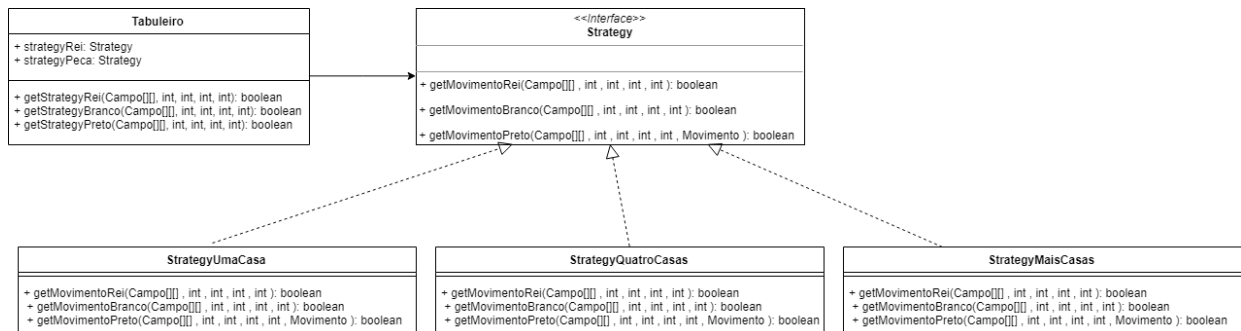 Tabuleiro
+ strategyRei: Strategy
+ strategyPeca: Strategy
+ getStrategyRei(Campo[][], int, int, int, int): boolean
+ getStrategyBranco(Campo[][], int, int, int, int): boolean
+ getStrategyPreto(Campo[][], int, int, int, int): boolean
<<Interface>>
Strategy
+ getMovimentoRei(Campo[][] , int , int , int , int ): boolean
+ getMovimentoBranco(Campo[][] , int , int , int , int ): boolean
+ getMovimentoPreto(Campo[][] , int , int , int , int , Movimento ): boolean
StrategyUmaCasa
+ getMovimentoRei(Campo[][] , int , int , int , int ): boolean
+ getMovimentoBranco(Campo[][] , int , int , int , int ): boolean
+ getMovimentoPreto(Campo[][] , int , int , int , int , Movimento ): boolean
StrategyQuatroCasas
+ getMovimentoRei(Campo[][] , int , int , int , int ): boolean
+ getMovimentoBranco(Campo[][] , int , int , int , int ): boolean
+ getMovimentoPreto(Campo[][] , int , int , int , int , Movimento ): boolean
StrategyMaisCasas
+ getMovimentoRei(Campo[][] , int , int , int , int ): boolean
+ getMovimentoBranco(Campo[][] , int , int , int , int ): boolean
+ getMovimentoPreto(Campo[][] , int , int , int , int , Movimento ): boolean